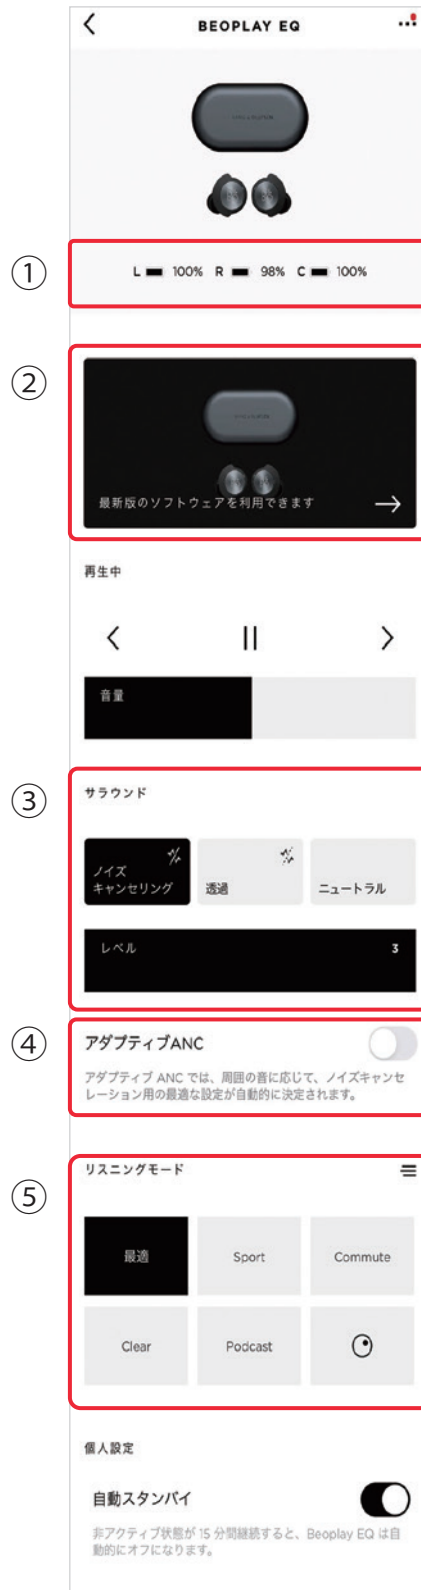 BEOPLAY EQ
①
L 100% R 98% C 100%
②
最新版のソフトウェアを利用できます
再生中
音量
③
サラウンド
ノイズ
キャンセリング
透過
ニュートラル
レベル 3
④
アダプティブANC
アダプティブ ANC では、周囲の音に応じて、ノイズキャンセ
レーション用の最適な設定が自動的に決定されます。
⑤
リスニングモード
最適 Sport Commute
Clear Podcast
個人設定
自動スタンバイ
非アクティブ状態が 15 分間継続すると、Beoplay EQ は自
動的にオフになります。